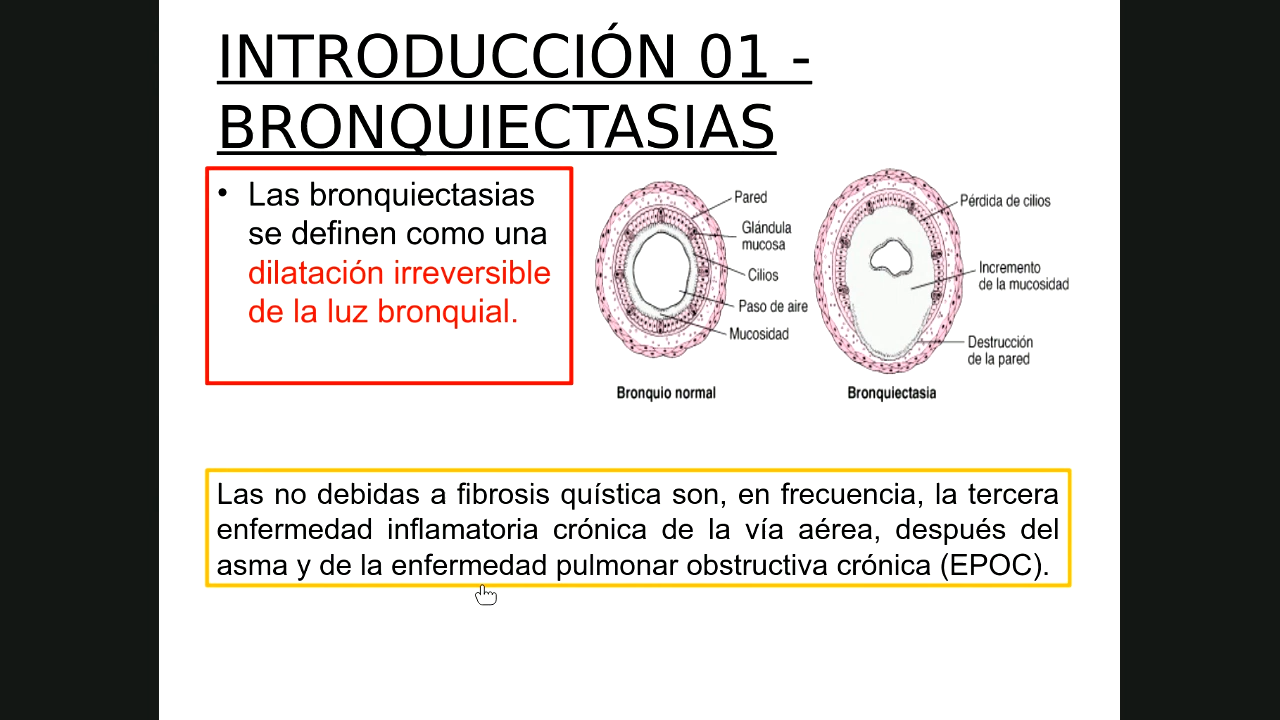 INTRODUCCIÓN 01 -
BRONQUIECTASIAS
• Las bronquiectasias
se definen como una
dilatación irreversible
de la luz bronquial.
Pared
Glándula
mucosa
Cilios
Paso de aire
Mucosidad
Bronquio normal
Pérdida de cilios
Incremento
de la mucosidad
Destrucción
de la pared
Bronquiectasia
Las no debidas a fibrosis quística son, en frecuencia, la tercera
enfermedad inflamatoria crónica de la vía aérea, después del
asma y de la enfermedad pulmonar obstructiva crónica (EPOC).